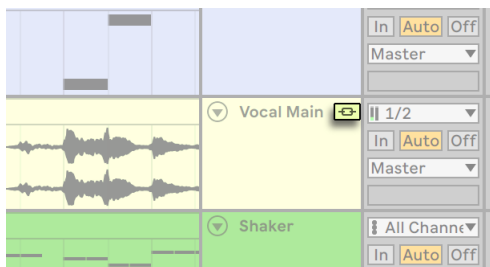 In Auto Off
Master
Vocal Main
1/2
In Auto Off
Master
Shaker
All Channe
In Auto Off